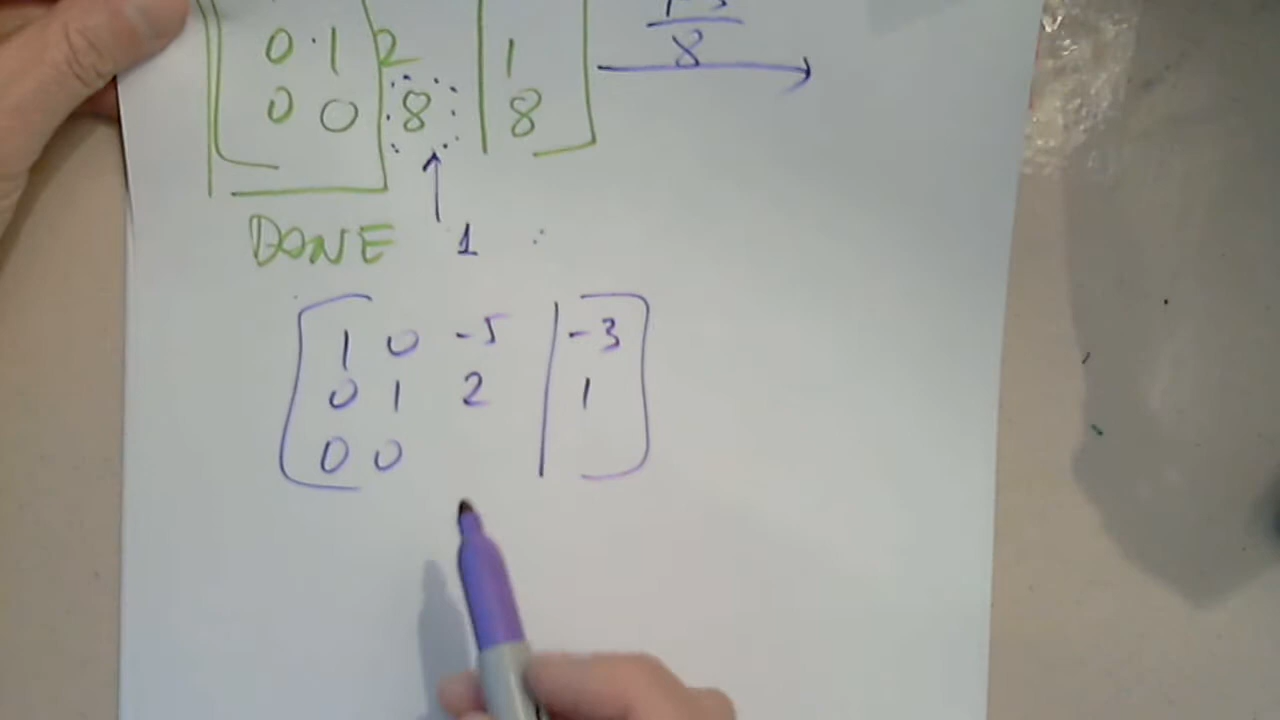 0 1 2 | 1
8
0 0 8 | 8
DONE 1
1 0 -5 | -3
0 1 2 | 1
0 0